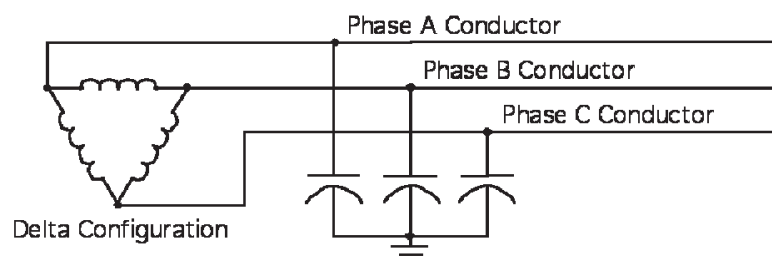 Phase A Conductor
Phase B Conductor
Phase C Conductor
Delta Configuration